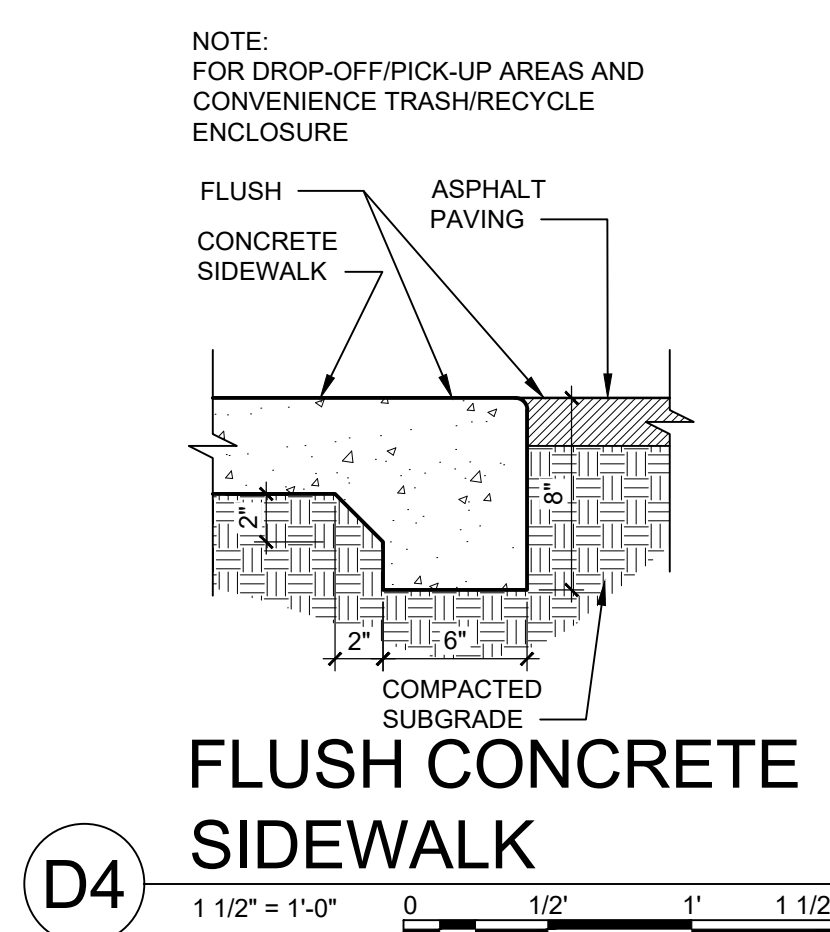 NOTE:
FOR DROP-OFF/PICK-UP AREAS AND
CONVENIENCE TRASH/RECYCLE
ENCLOSURE
FLUSH
ASPHALT
PAVING
CONCRETE
SIDEWALK
8"
2"
2"
6"
COMPACTED
SUBGRADE
FLUSH CONCRETE
SIDEWALK
D4
1 1/2" = 1'-0"
0 1/2' 1' 1 1/2